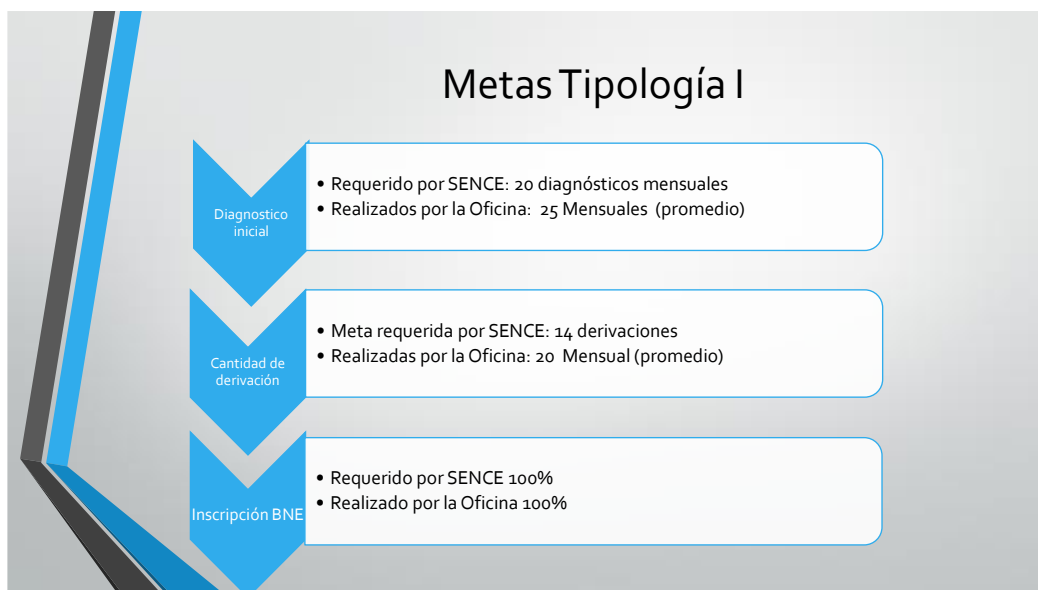 Metas Tipología I
Diagnostico
inicial
• Requerido por SENCE: 20 diagnósticos mensuales
• Realizados por la Oficina: 25 Mensuales (promedio)
Cantidad de
derivación
• Meta requerida por SENCE: 14 derivaciones
• Realizadas por la Oficina: 20 Mensual (promedio)
Inscripción BNE
• Requerido por SENCE 100%
• Realizado por la Oficina 100%